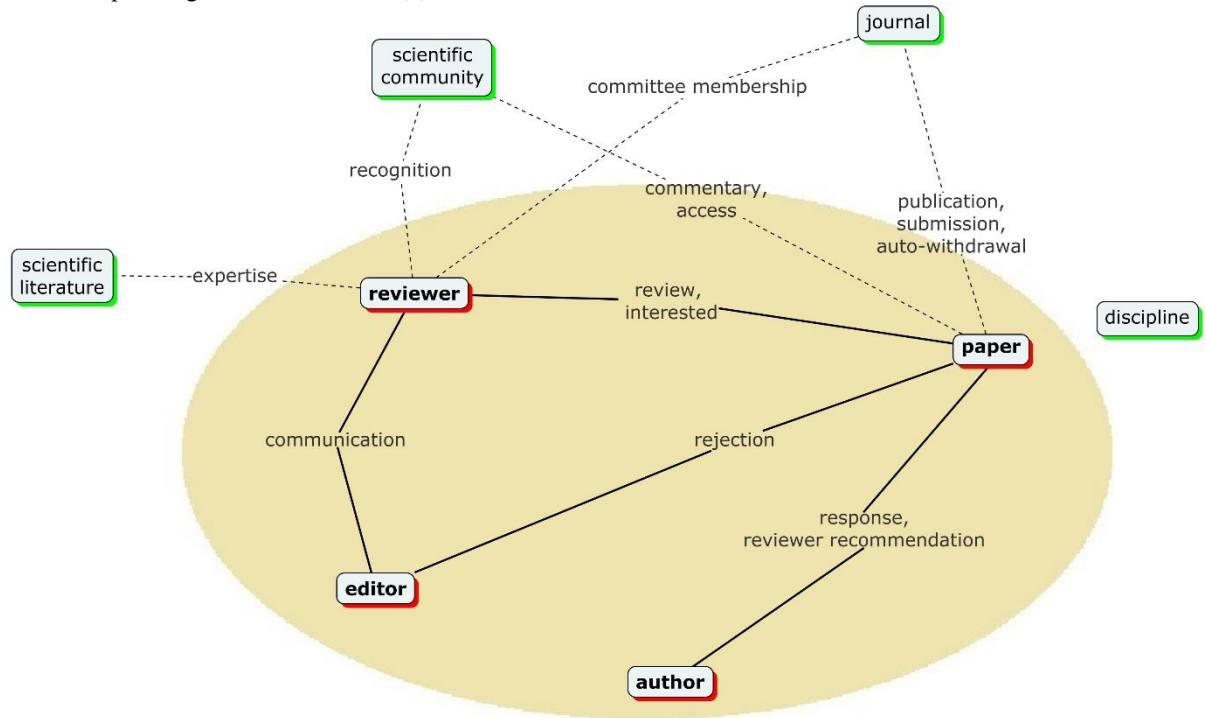 journal
scientific
community
committee membership
recognition
commentary,
access
publication,
submission,
auto-withdrawal
scientific
literature
expertise
reviewer
review,
interested
discipline
paper
communication
rejection
response,
reviewer recommendation
editor
author